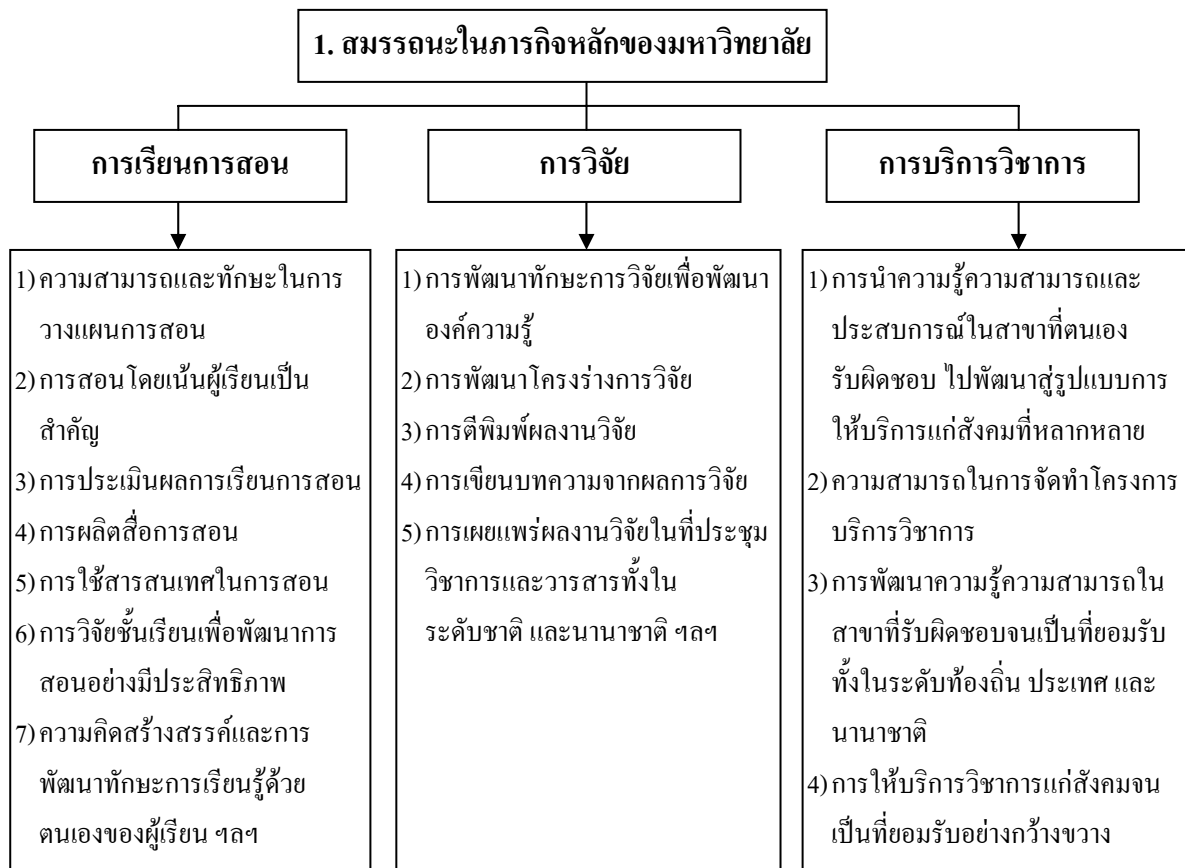 1. สมรรถนะในภารกิจหลักของมหาวิทยาลัย
การเรียนการสอน
1) ความสามารถและทักษะในการ
วางแผนการสอน
2) การสอนโดยเน้นผู้เรียนเป็น
สำคัญ
3) การประเมินผลการเรียนการสอน
4) การผลิตสื่อการสอน
5) การใช้สารสนเทศในการสอน
6) การวิจัยชั้นเรียนเพื่อพัฒนาการ
สอนอย่างมีประสิทธิภาพ
7) ความคิดสร้างสรรค์และการ
พัฒนาทักษะการเรียนรู้ด้วย
ตนเองของผู้เรียน ฯลฯ
การวิจัย
1) การพัฒนาทักษะการวิจัยเพื่อพัฒนา
องค์ความรู้
2) การพัฒนาโครงร่างการวิจัย
3) การตีพิมพ์ผลงานวิจัย
4) การเขียนบทความจากผลการวิจัย
5) การเผยแพร่ผลงานวิจัยในที่ประชุม
วิชาการและวารสารทั้งใน
ระดับชาติ และนานาชาติ ฯลฯ
การบริการวิชาการ
1) การนำความรู้ความสามารถและ
ประสบการณ์ในสาขาที่ตนเอง
รับผิดชอบ ไปพัฒนาสู่รูปแบบการ
ให้บริการแก่สังคมที่หลากหลาย
2) ความสามารถในการจัดทำโครงการ
บริการวิชาการ
3) การพัฒนาความรู้ความสามารถใน
สาขาที่รับผิดชอบจนเป็นที่ยอมรับ
ทั้งในระดับท้องถิ่น ประเทศ และ
นานาชาติ
4) การให้บริการวิชาการแก่สังคมจน
เป็นที่ยอมรับอย่างกว้างขวาง